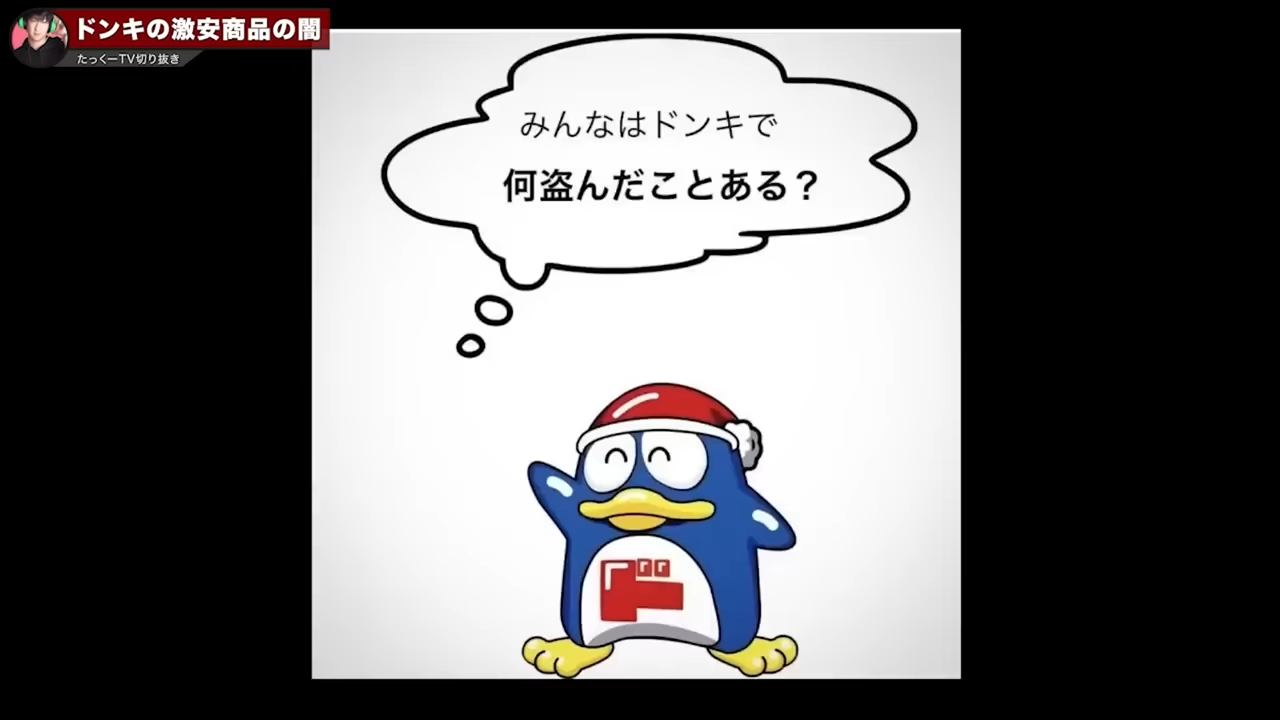 ドンキの激安商品の闇
たっくーTV切り抜き
みんなはドンキで
何盗んだことある？
ド